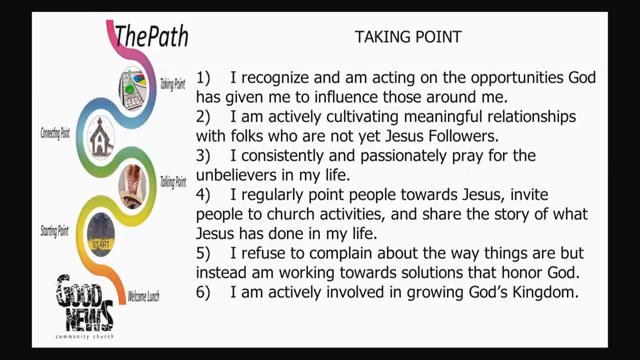 ThePath
Taking Point
Connecting Point
Talking Point
Starting Point
START
Welcome Lunch
GOOD
NEWS
community church
TAKING POINT
1) I recognize and am acting on the opportunities God
has given me to influence those around me.
2) I am actively cultivating meaningful relationships
with folks who are not yet Jesus Followers.
3) I consistently and passionately pray for the
unbelievers in my life.
4) I regularly point people towards Jesus, invite
people to church activities, and share the story of what
Jesus has done in my life.
5) I refuse to complain about the way things are but
instead am working towards solutions that honor God.
6) I am actively involved in growing God's Kingdom.